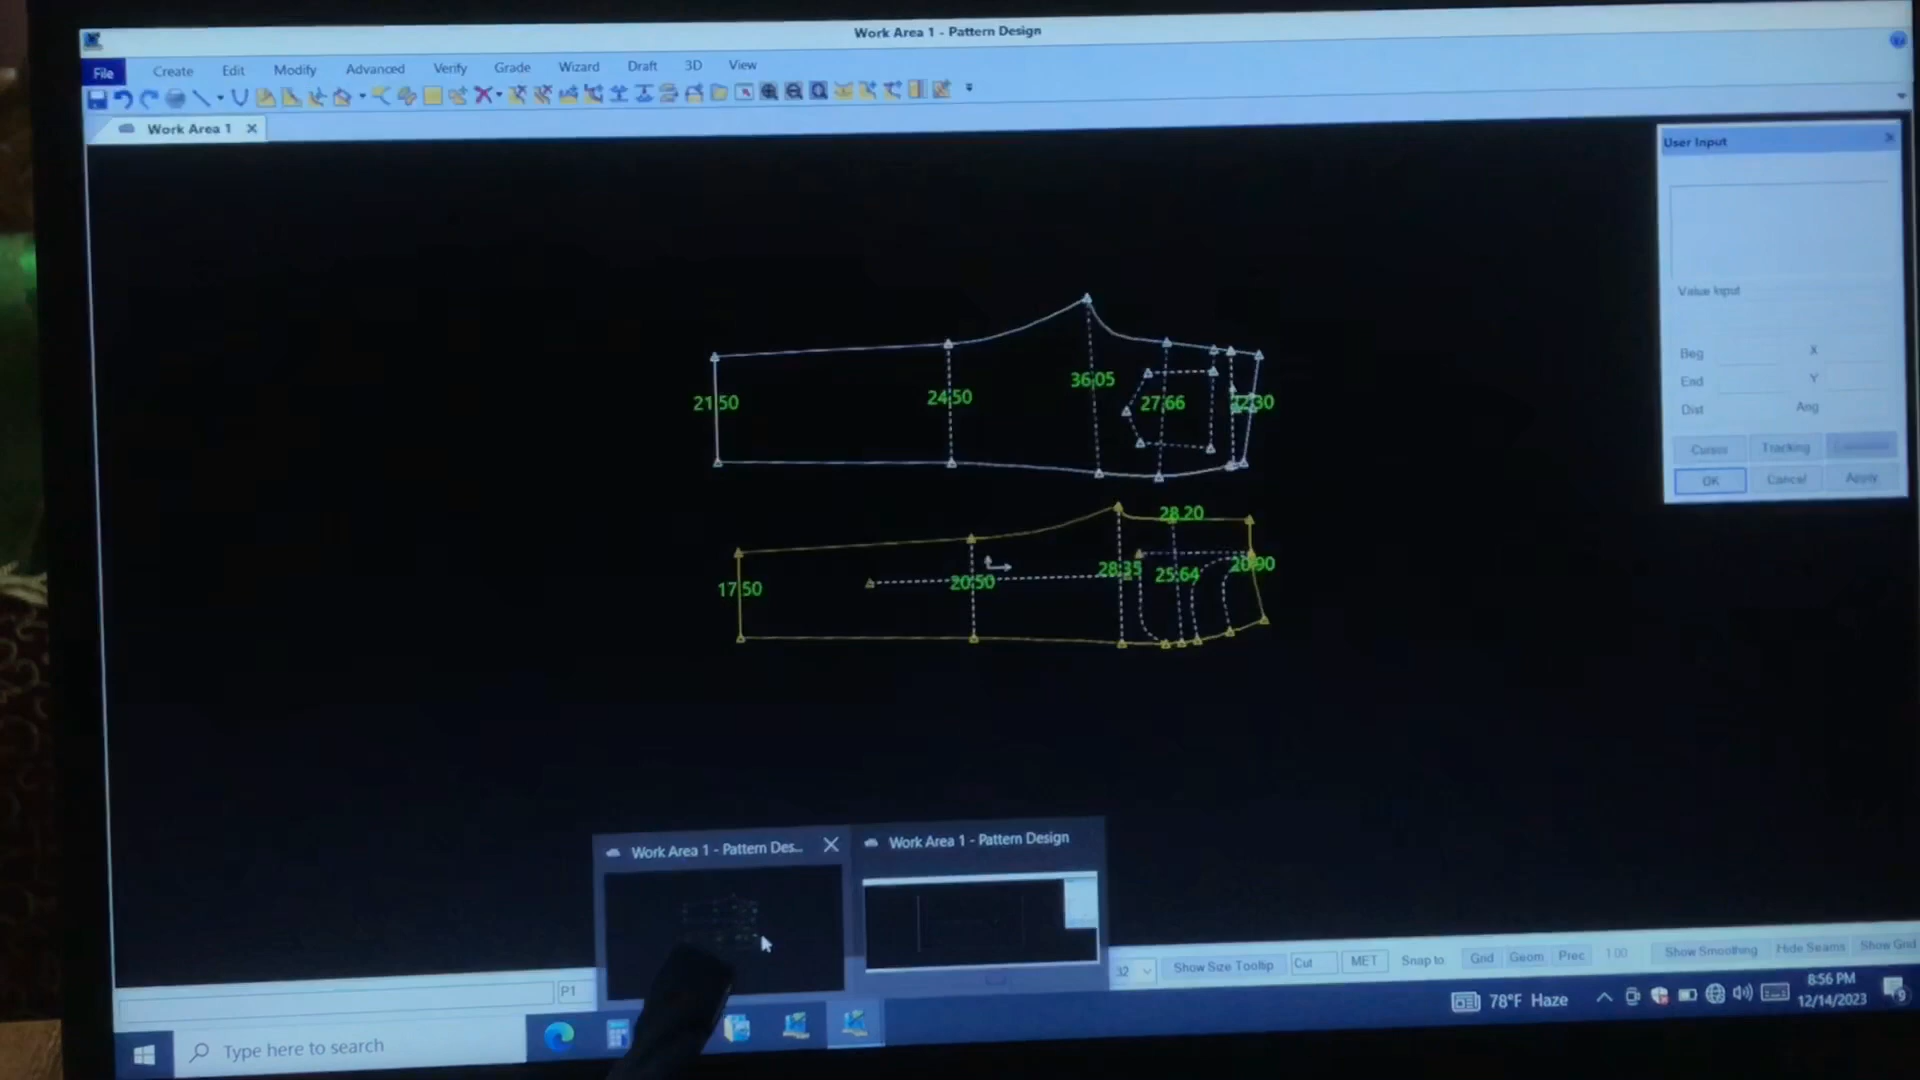 Work Area 1 - Pattern Design
File Create Edit Modify Advanced Verify Grade Wizard Draft 3D View
Work Area 1
User Input
Value Input
Beg X
End Y
Dist Ang
Cursor Tracking
OK Cancel Apply
36.05
21.50 24.50 27.66
28.20
17.50 20.50 28.35 25.64 20.90
Work Area 1 - Pattern Des... Work Area 1 - Pattern Design
P1 32 Show Size Tooltip Cut MET Snap to Grid Geom Prec 1.00 Show Smoothing Hide Seams Show Grid
Type here to search
78°F Haze
8:56 PM
12/14/2023
9